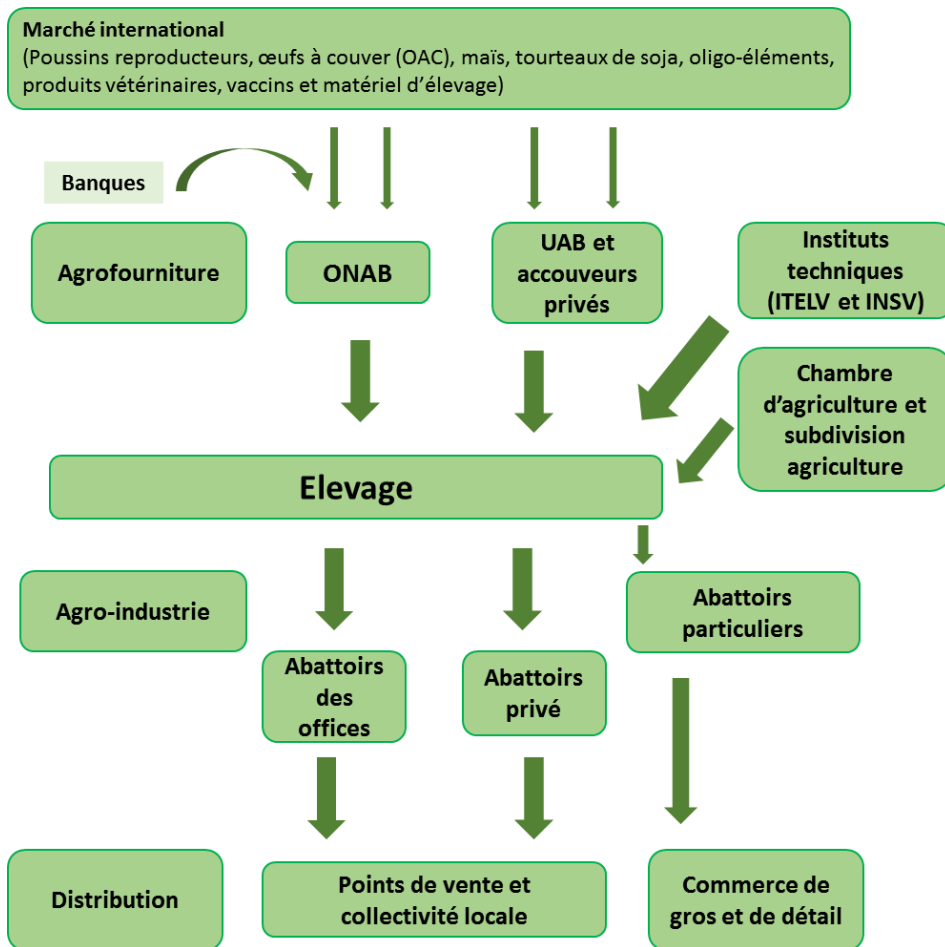 Marché international
(Poussins reproducteurs, œufs à couver (OAC), maïs, tourteaux de soja, oligo-éléments,
produits vétérinaires, vaccins et matériel d’élevage)
Banques
Agrofourniture
ONAB
UAB et
accouveurs
privés
Instituts
techniques
(ITELV et INSV)
Chambre
d’agriculture et
subdivision
agriculture
Elevage
Agro-industrie
Abattoirs
des
offices
Abattoirs
privé
Abattoirs
particuliers
Distribution
Points de vente et
collectivité locale
Commerce de
gros et de détail